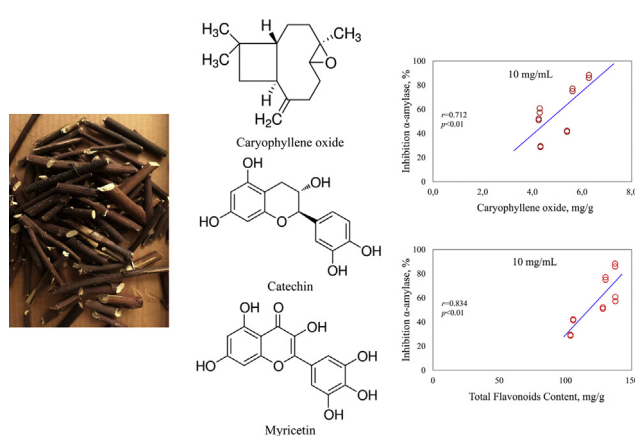 H
CH₃
H₃C
H₃C
O
H
H₂C
Caryophyllene oxide
OH
OH
HO
O
OH
OH
Catechin
OH
O
OH
HO
O
OH
OH
OH
Myricetin
Inhibition α-amylase, %
100
80
60
40
20
0
10 mg/mL
r=0.712
p<0.01
0,0 2,0 4,0 6,0 8,0
Caryophyllene oxide, mg/g
Inhibition α-amylase, %
100
80
60
40
20
0
10 mg/mL
r=0.834
p<0.01
0 50 100 150
Total Flavonoids Content, mg/g